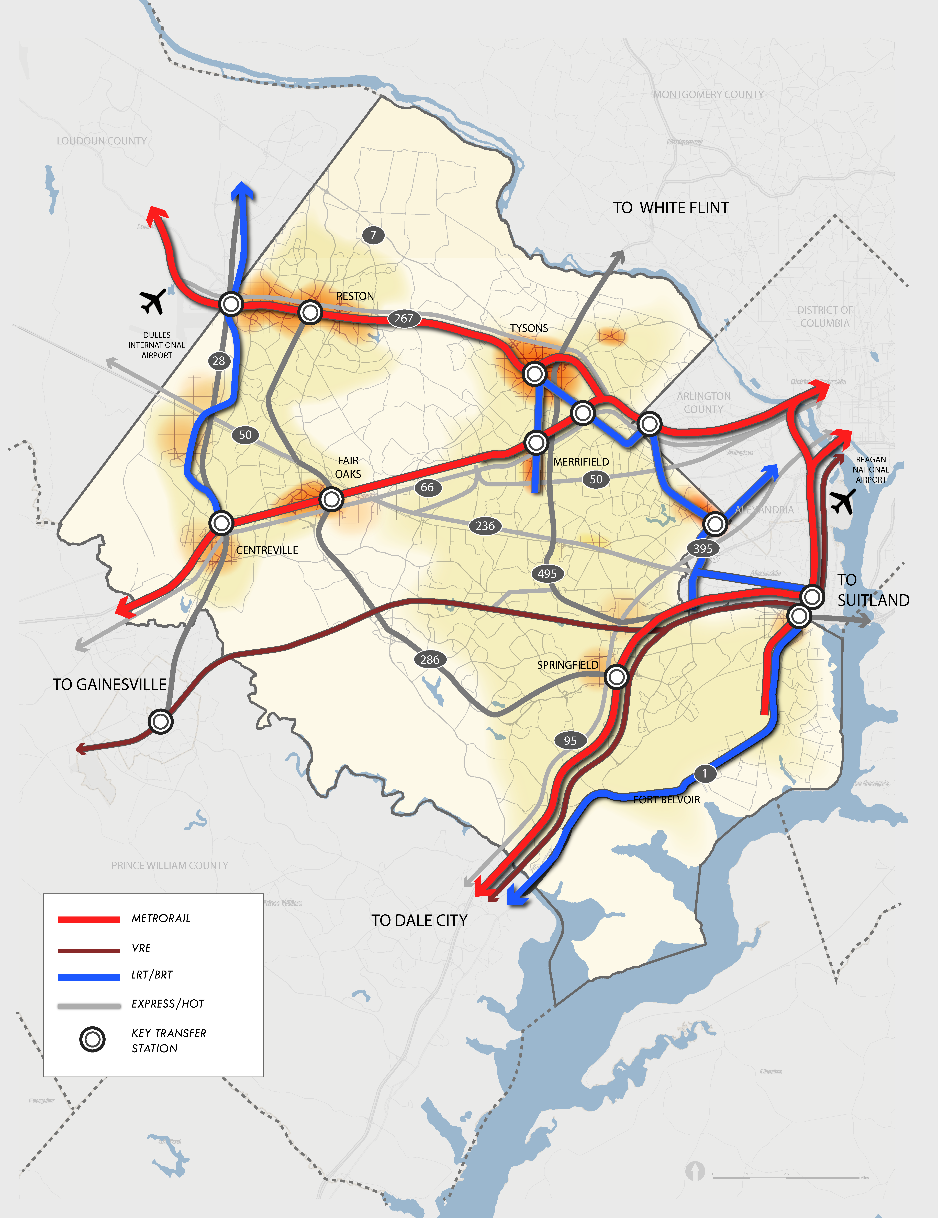 MONTGOMERY COUNTY
LOUDOUN COUNTY
TO WHITE FLINT
7
RESTON
267
TYSONS
DISTRICT OF
COLUMBIA
DULLES
INTERNATIONAL
AIRPORT
28
ARLINGTON
COUNTY
50
FAIR
OAKS
MERRIFIELD
REAGAN
NATIONAL
AIRPORT
66
50
ALEXANDRIA
236
CENTREVILLE
395
495
TO
SUITLAND
286
SPRINGFIELD
TO GAINESVILLE
95
1
FORT BELVOIR
PRINCE WILLIAM COUNTY
TO DALE CITY
METRORAIL
VRE
LRT/BRT
EXPRESS/HOT
KEY TRANSFER
STATION